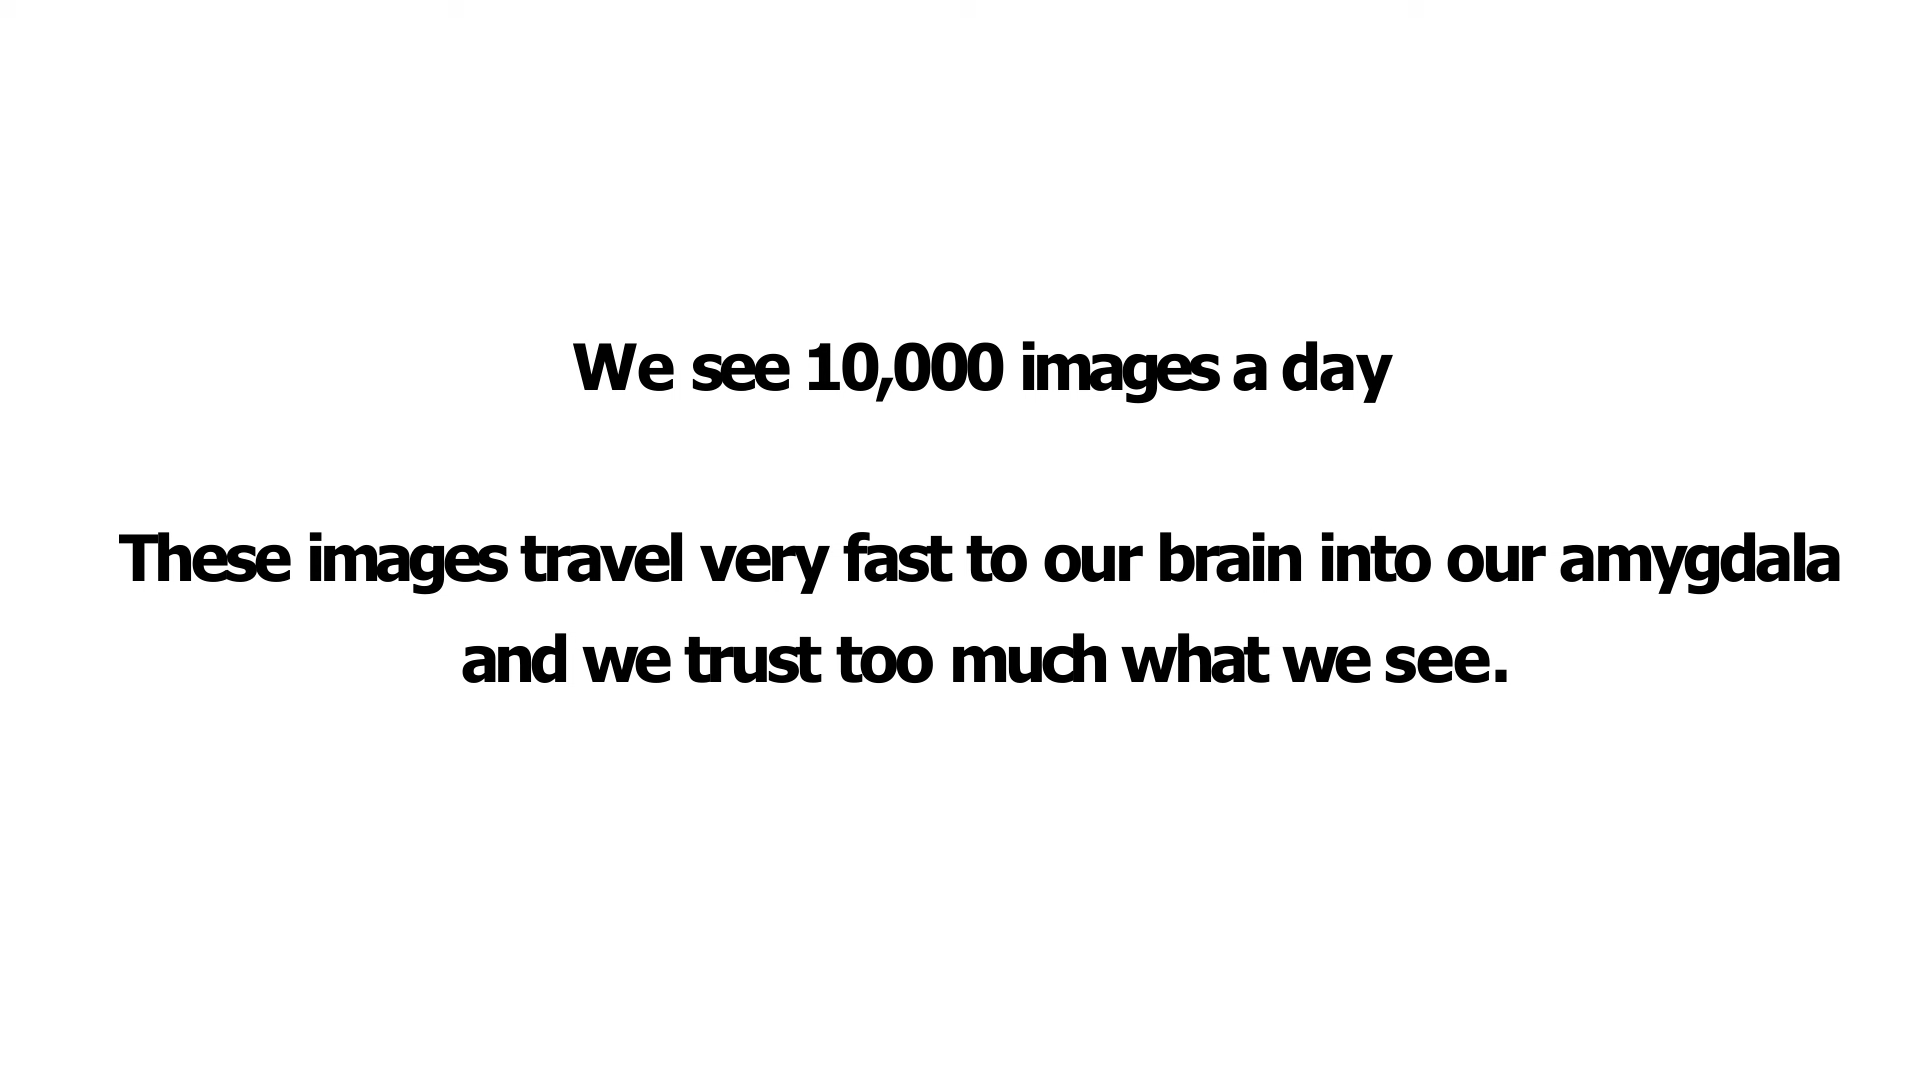 We see 10,000 images a day
These images travel very fast to our brain into our amygdala
and we trust too much what we see.